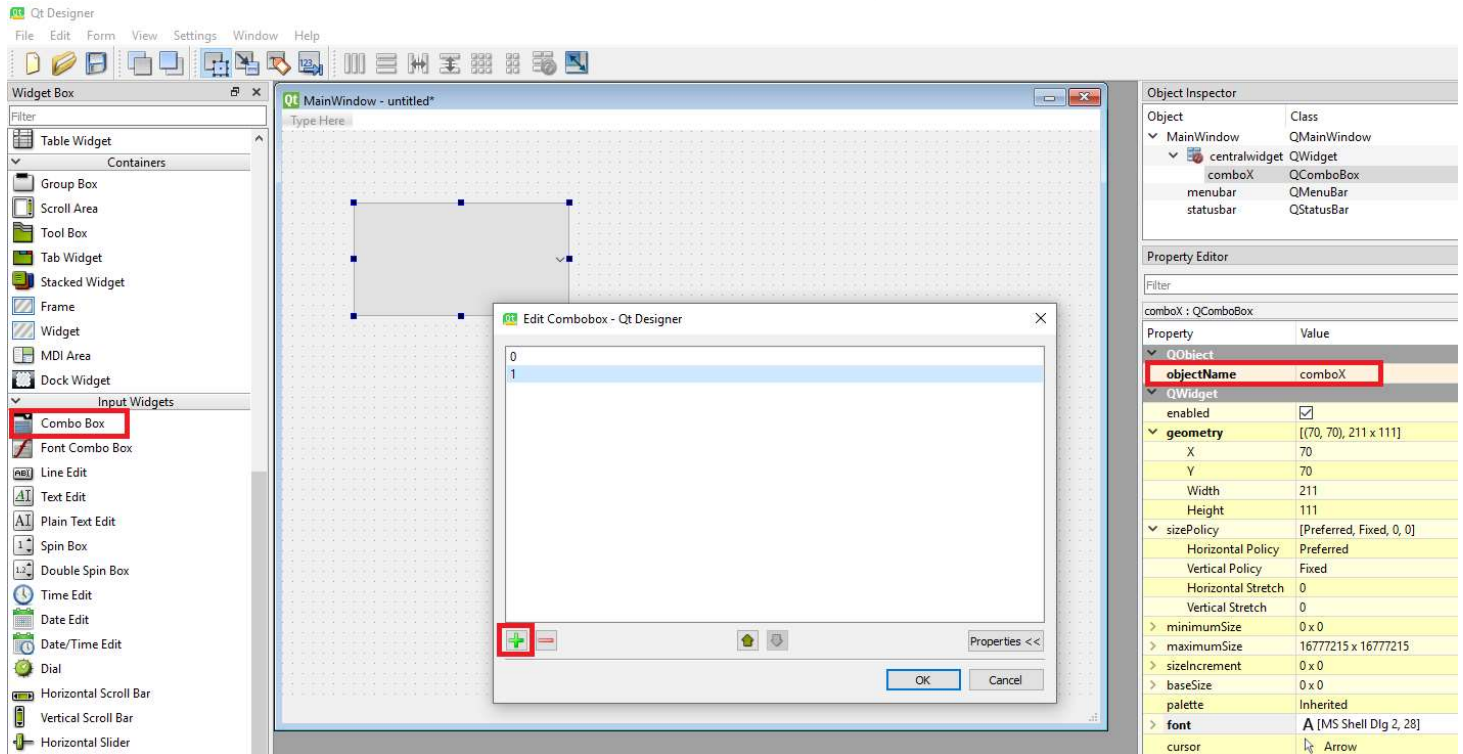 Qt Designer
File Edit Form View Settings Window Help
Widget Box
Filter
Table Widget
Containers
Group Box
Scroll Area
Tool Box
Tab Widget
Stacked Widget
Frame
Widget
MDI Area
Dock Widget
Input Widgets
Combo Box
Font Combo Box
Line Edit
Text Edit
Plain Text Edit
Spin Box
Double Spin Box
Time Edit
Date Edit
Date/Time Edit
Dial
Horizontal Scroll Bar
Vertical Scroll Bar
Horizontal Slider
MainWindow - untitled*
Type Here
Edit Combobox - Qt Designer
0
1
Properties <<
OK Cancel
Object Inspector
Object Class
MainWindow QMainWindow
centralwidget QWidget
comboX QComboBox
menubar QMenuBar
statusbar QStatusBar
Property Editor
Filter
comboX : QComboBox
Property Value
QObject
objectName comboX
QWidget
enabled
geometry [(70, 70), 211 x 111]
X 70
Y 70
Width 211
Height 111
sizePolicy [Preferred, Fixed, 0, 0]
Horizontal Policy Preferred
Vertical Policy Fixed
Horizontal Stretch 0
Vertical Stretch 0
minimumSize 0 x 0
maximumSize 16777215 x 16777215
sizeIncrement 0 x 0
baseSize 0 x 0
palette Inherited
font A [MS Shell Dlg 2, 28]
cursor Arrow